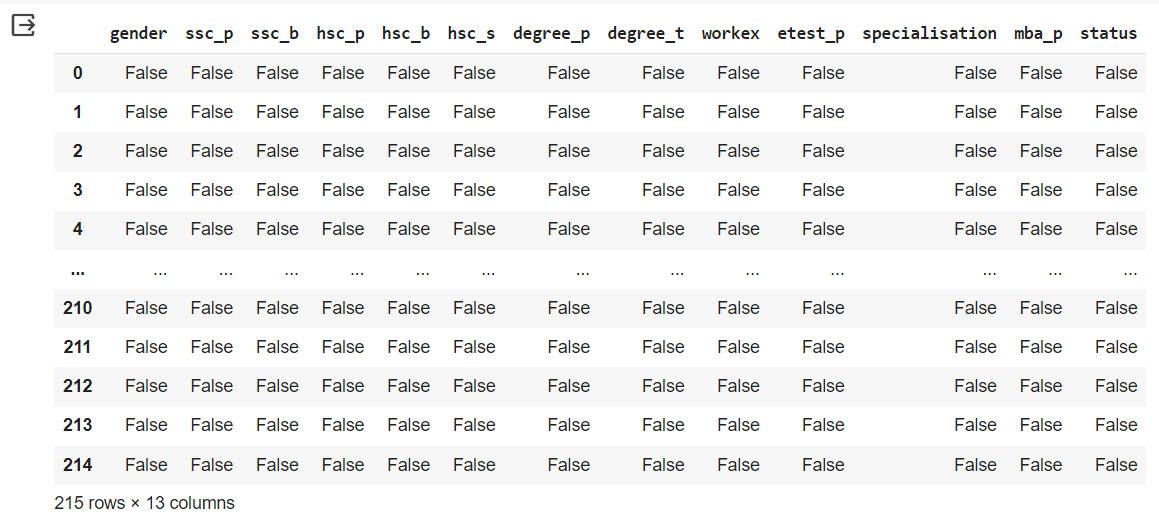 gender ssc_p ssc_b hsc_p hsc_b hsc_s degree_p degree_t workex etest_p specialisation mba_p status
0 False False False False False False False False False False False False False
1 False False False False False False False False False False False False False
2 False False False False False False False False False False False False False
3 False False False False False False False False False False False False False
4 False False False False False False False False False False False False False
... ... ... ... ... ... ... ... ... ... ... ... ... ...
210 False False False False False False False False False False False False False
211 False False False False False False False False False False False False False
212 False False False False False False False False False False False False False
213 False False False False False False False False False False False False False
214 False False False False False False False False False False False False False
215 rows × 13 columns